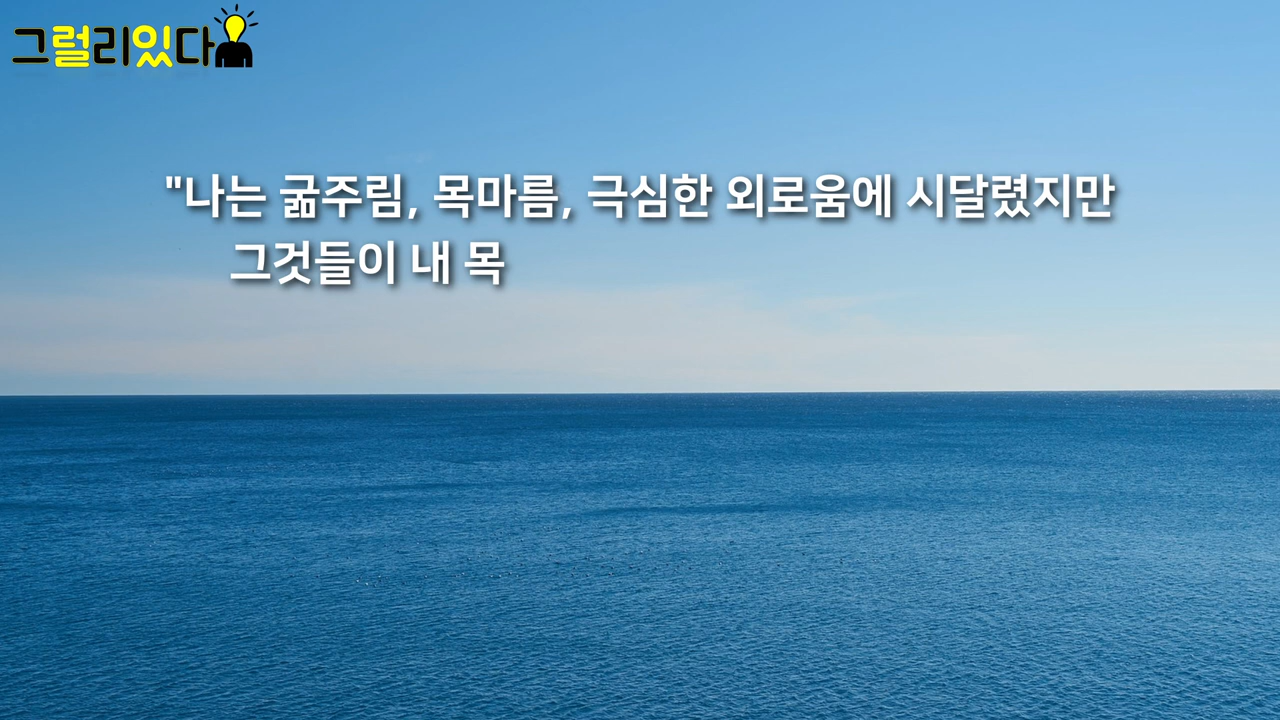 그럴리있다
"나는 굶주림, 목마름, 극심한 외로움에 시달렸지만
그것들이 내 목